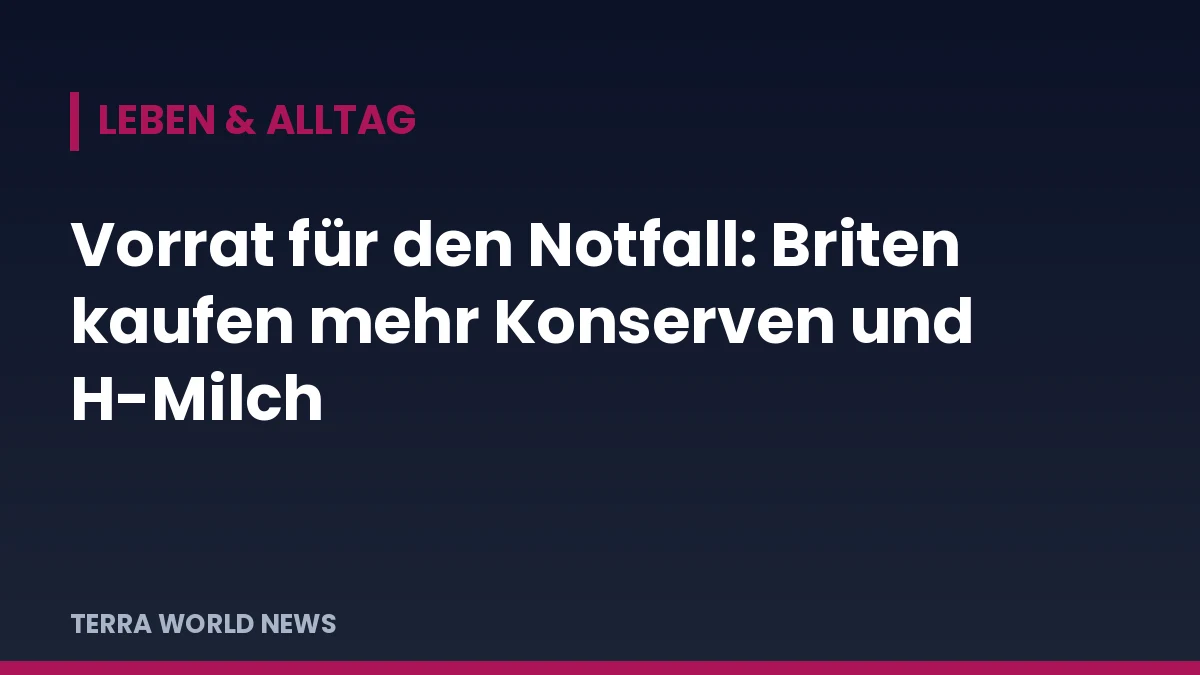 LEBEN & ALLTAG
Vorrat für den Notfall: Briten
kaufen mehr Konserven und
H-Milch
TERRA WORLD NEWS